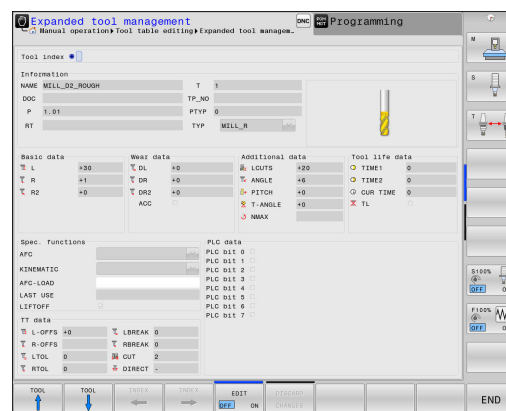 Expanded tool management
DNC
Programming
Manual operation▸Tool table editing▸Expanded tool managem…
Tool index
Information
NAME MILL_D2_ROUGH T 1
DOC TP_NO
P 1.01 PTYP 0
RT TYP MILL_R
Basic data Wear data Additional data Tool life data
L +30 DL +0 LCUTS +20 TIME1 0
R +1 DR +0 ANGLE +6 TIME2 0
R2 +0 DR2 +0 PITCH +0 CUR TIME 0
ACC T-ANGLE +0 TL
NMAX
Spec. functions PLC data
AFC PLC bit 0
PLC bit 1
KINEMATIC PLC bit 2
PLC bit 3
AFC-LOAD PLC bit 4
LAST USE PLC bit 5
LIFTOFF PLC bit 6
PLC bit 7
TT data
L-OFFS +0 LBREAK 0
R-OFFS RBREAK 0
LTOL 0 CUT 2
RTOL 0 DIRECT -
M
S
T
S100%
OFF
F100%
OFF
TOOL TOOL INDEX INDEX EDIT DISCARD END
OFF ON CHANGES